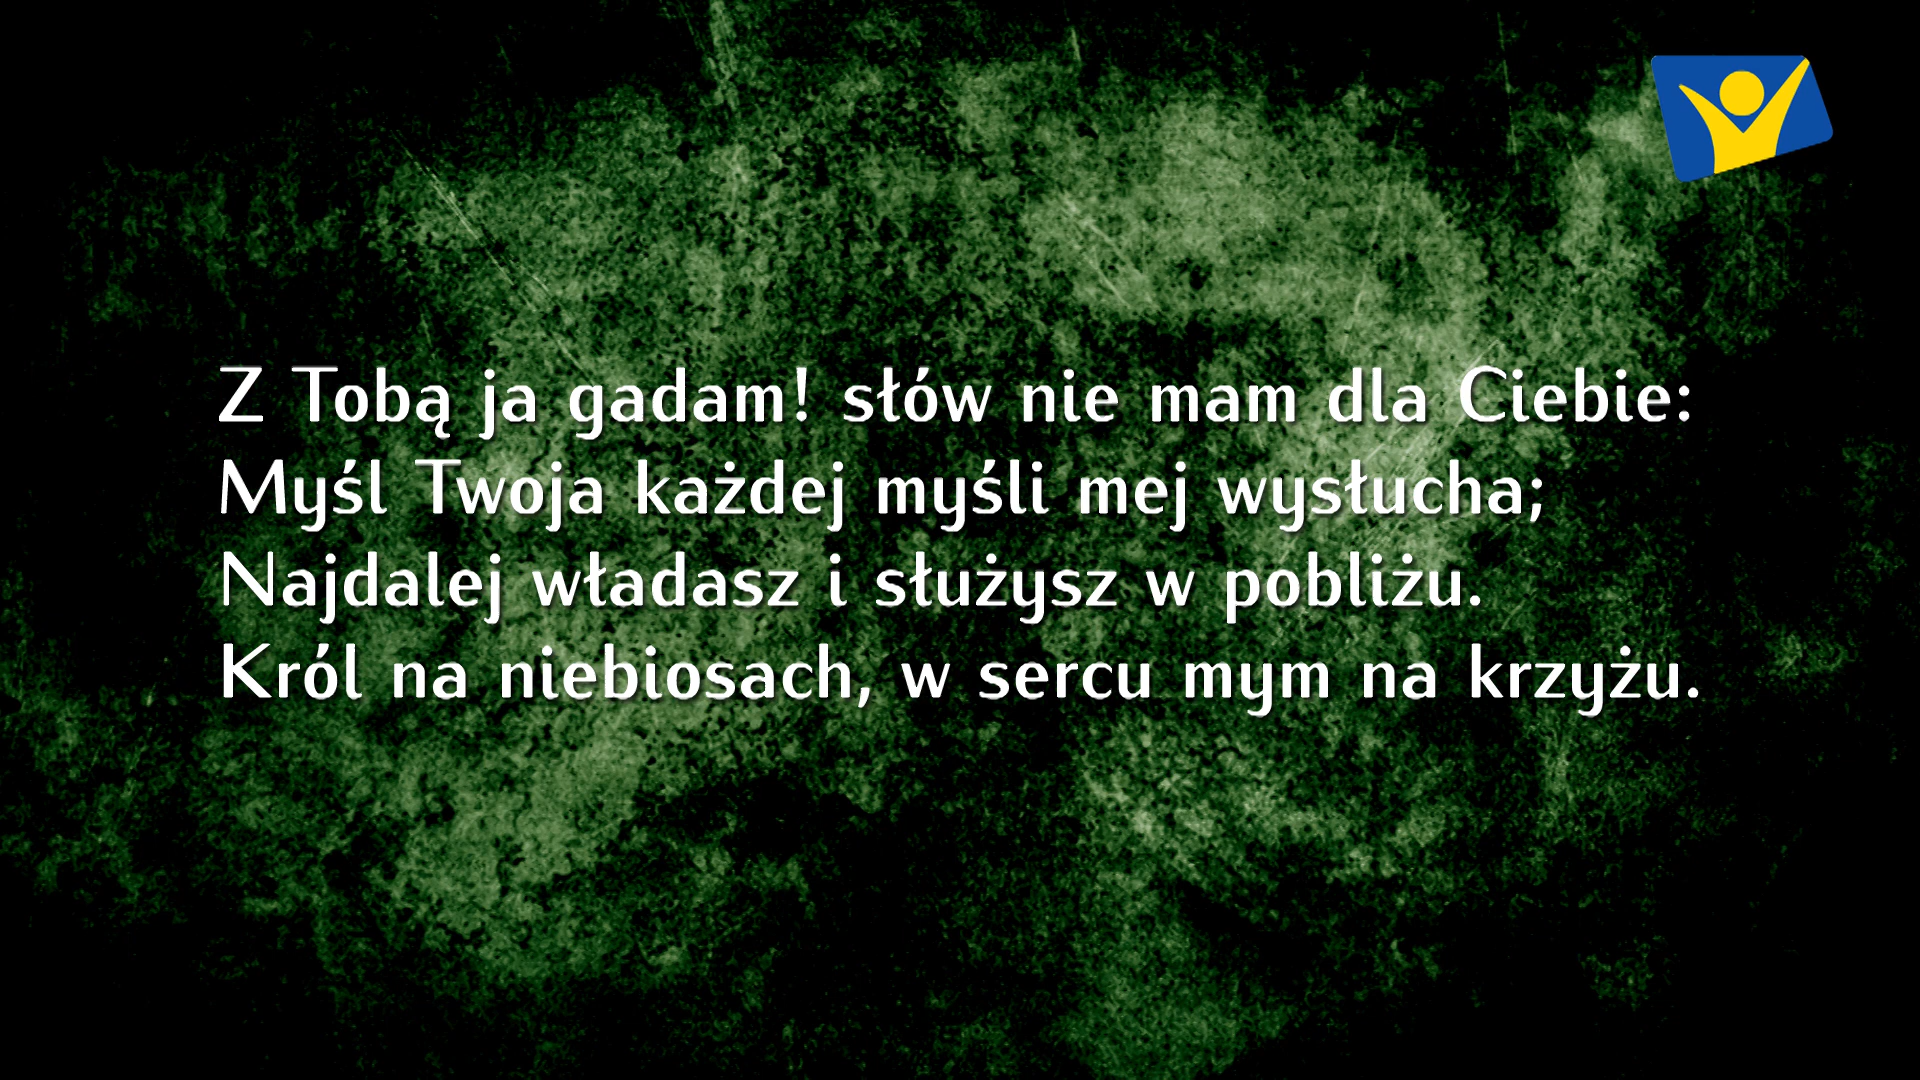 Z Tobą ja gadam! słów nie mam dla Ciebie:
Myśl Twoja każdej myśli mej wysłucha;
Najdalej władasz i służysz w pobliżu.
Król na niebiosach, w sercu mym na krzyżu.